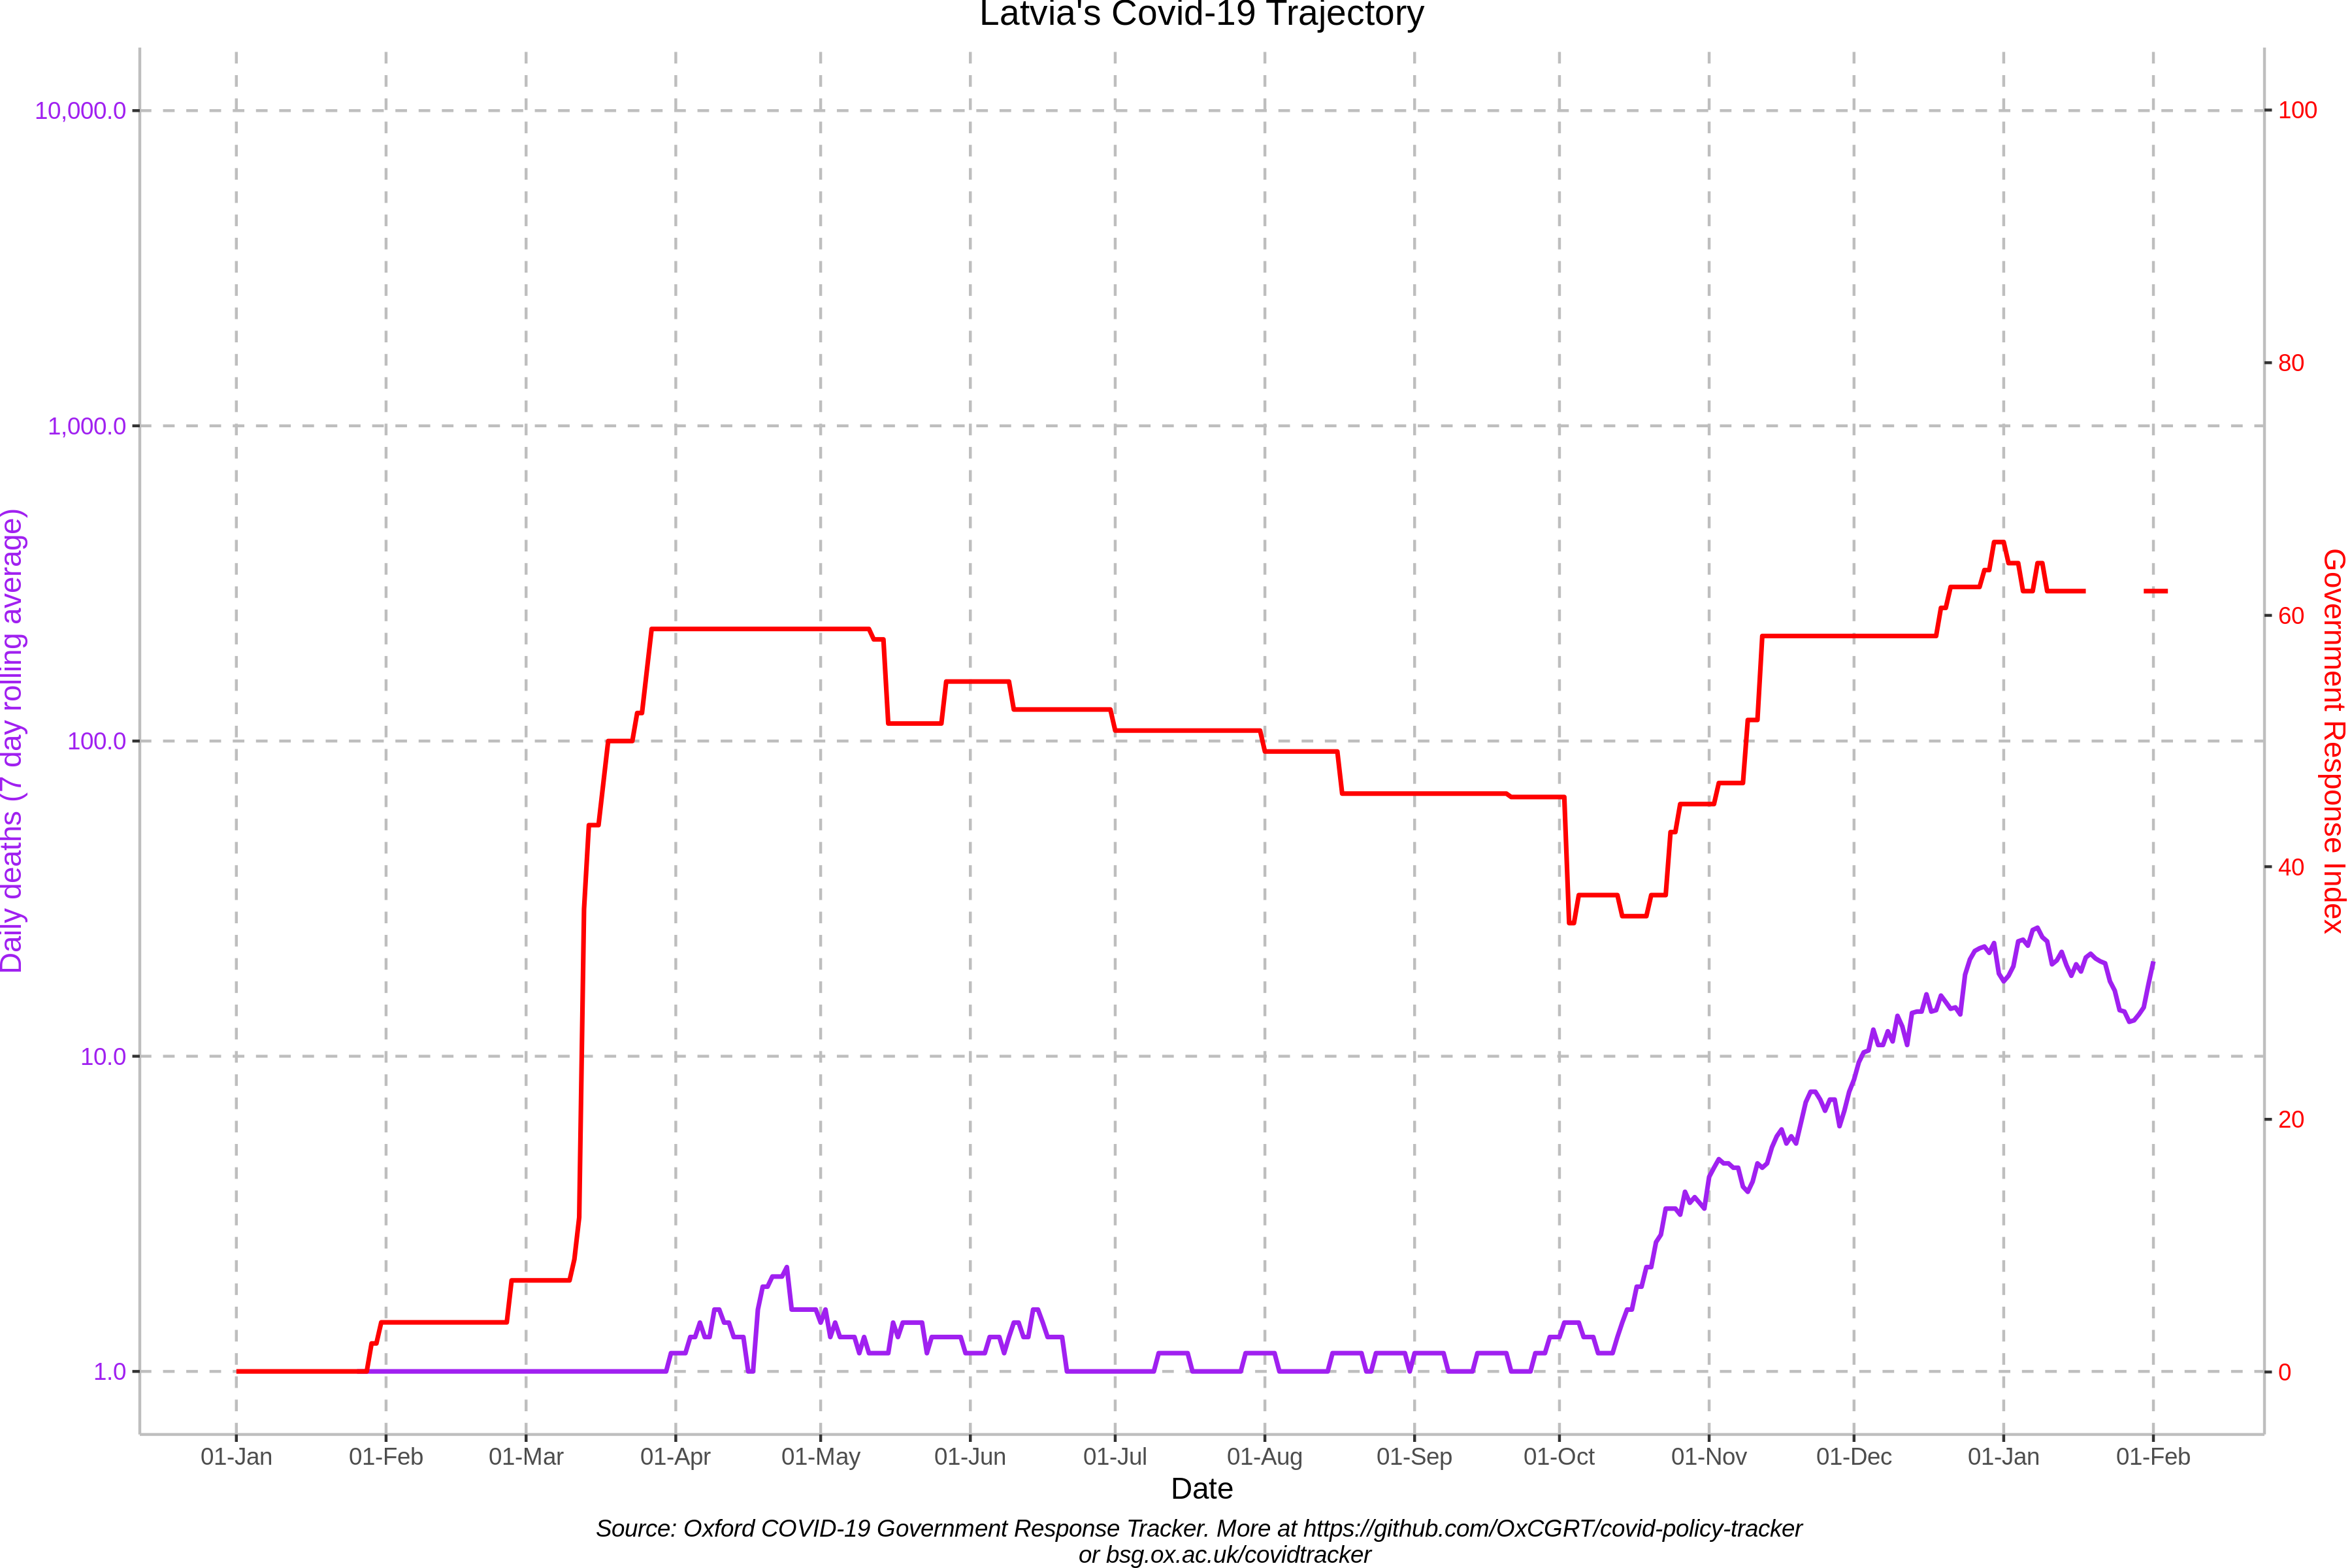 Latvia's Covid-19 Trajectory
10,000.0
1,000.0
100.0
10.0
1.0
Daily deaths (7 day rolling average)
100
80
60
40
20
0
Government Response Index
01-Jan 01-Feb 01-Mar 01-Apr 01-May 01-Jun 01-Jul 01-Aug 01-Sep 01-Oct 01-Nov 01-Dec 01-Jan 01-Feb
Date
Source: Oxford COVID-19 Government Response Tracker. More at https://github.com/OxCGRT/covid-policy-tracker
or bsg.ox.ac.uk/covidtracker